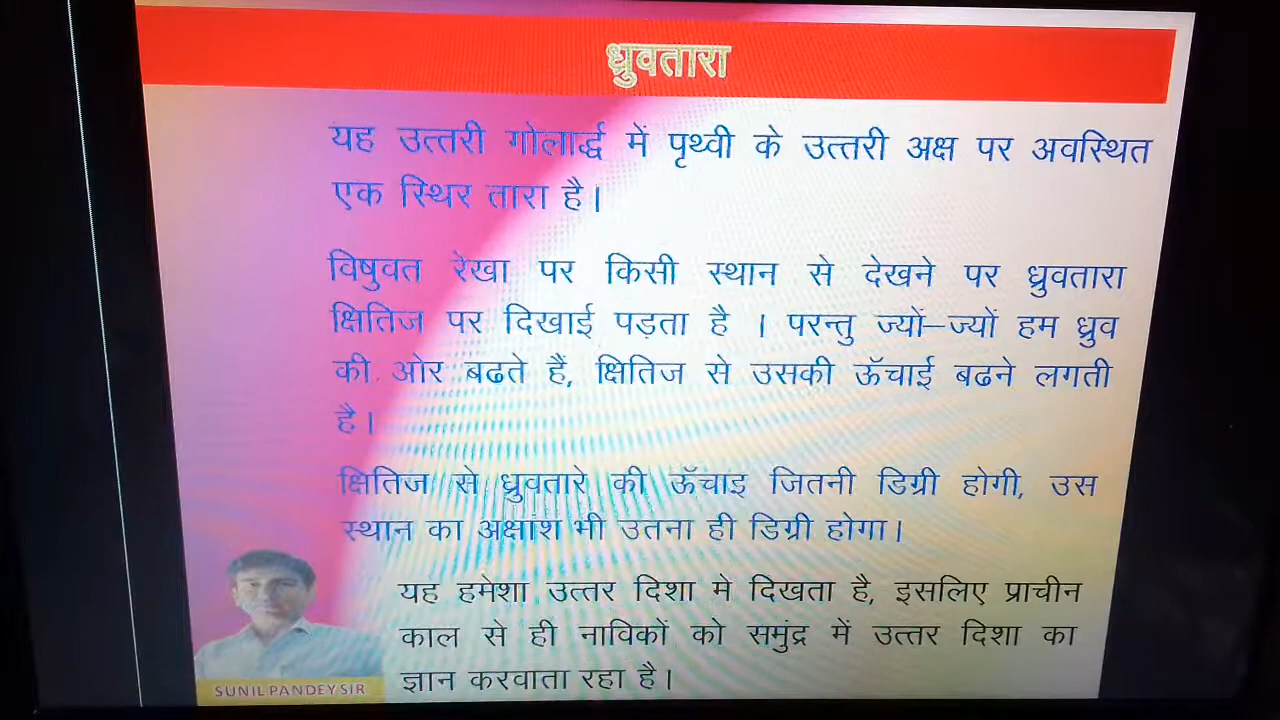 ध्रुवतारा
यह उत्तरी गोलार्द्ध में पृथ्वी के उत्तरी अक्ष पर अवस्थित
एक स्थिर तारा है।
विषुवत रेखा पर किसी स्थान से देखने पर ध्रुवतारा
क्षितिज पर दिखाई पड़ता है । परन्तु ज्यों–ज्यों हम ध्रुव
की ओर बढते हैं, क्षितिज से उसकी ऊँचाई बढने लगती
है।
क्षितिज से ध्रुवतारे की ऊँचाइ जितनी डिग्री होगी, उस
स्थान का अक्षांश भी उतना ही डिग्री होगा।
यह हमेशा उत्तर दिशा मे दिखता है, इसलिए प्राचीन
काल से ही नाविकों को समुंद्र में उत्तर दिशा का
ज्ञान करवाता रहा है।
SUNIL PANDEY SIR